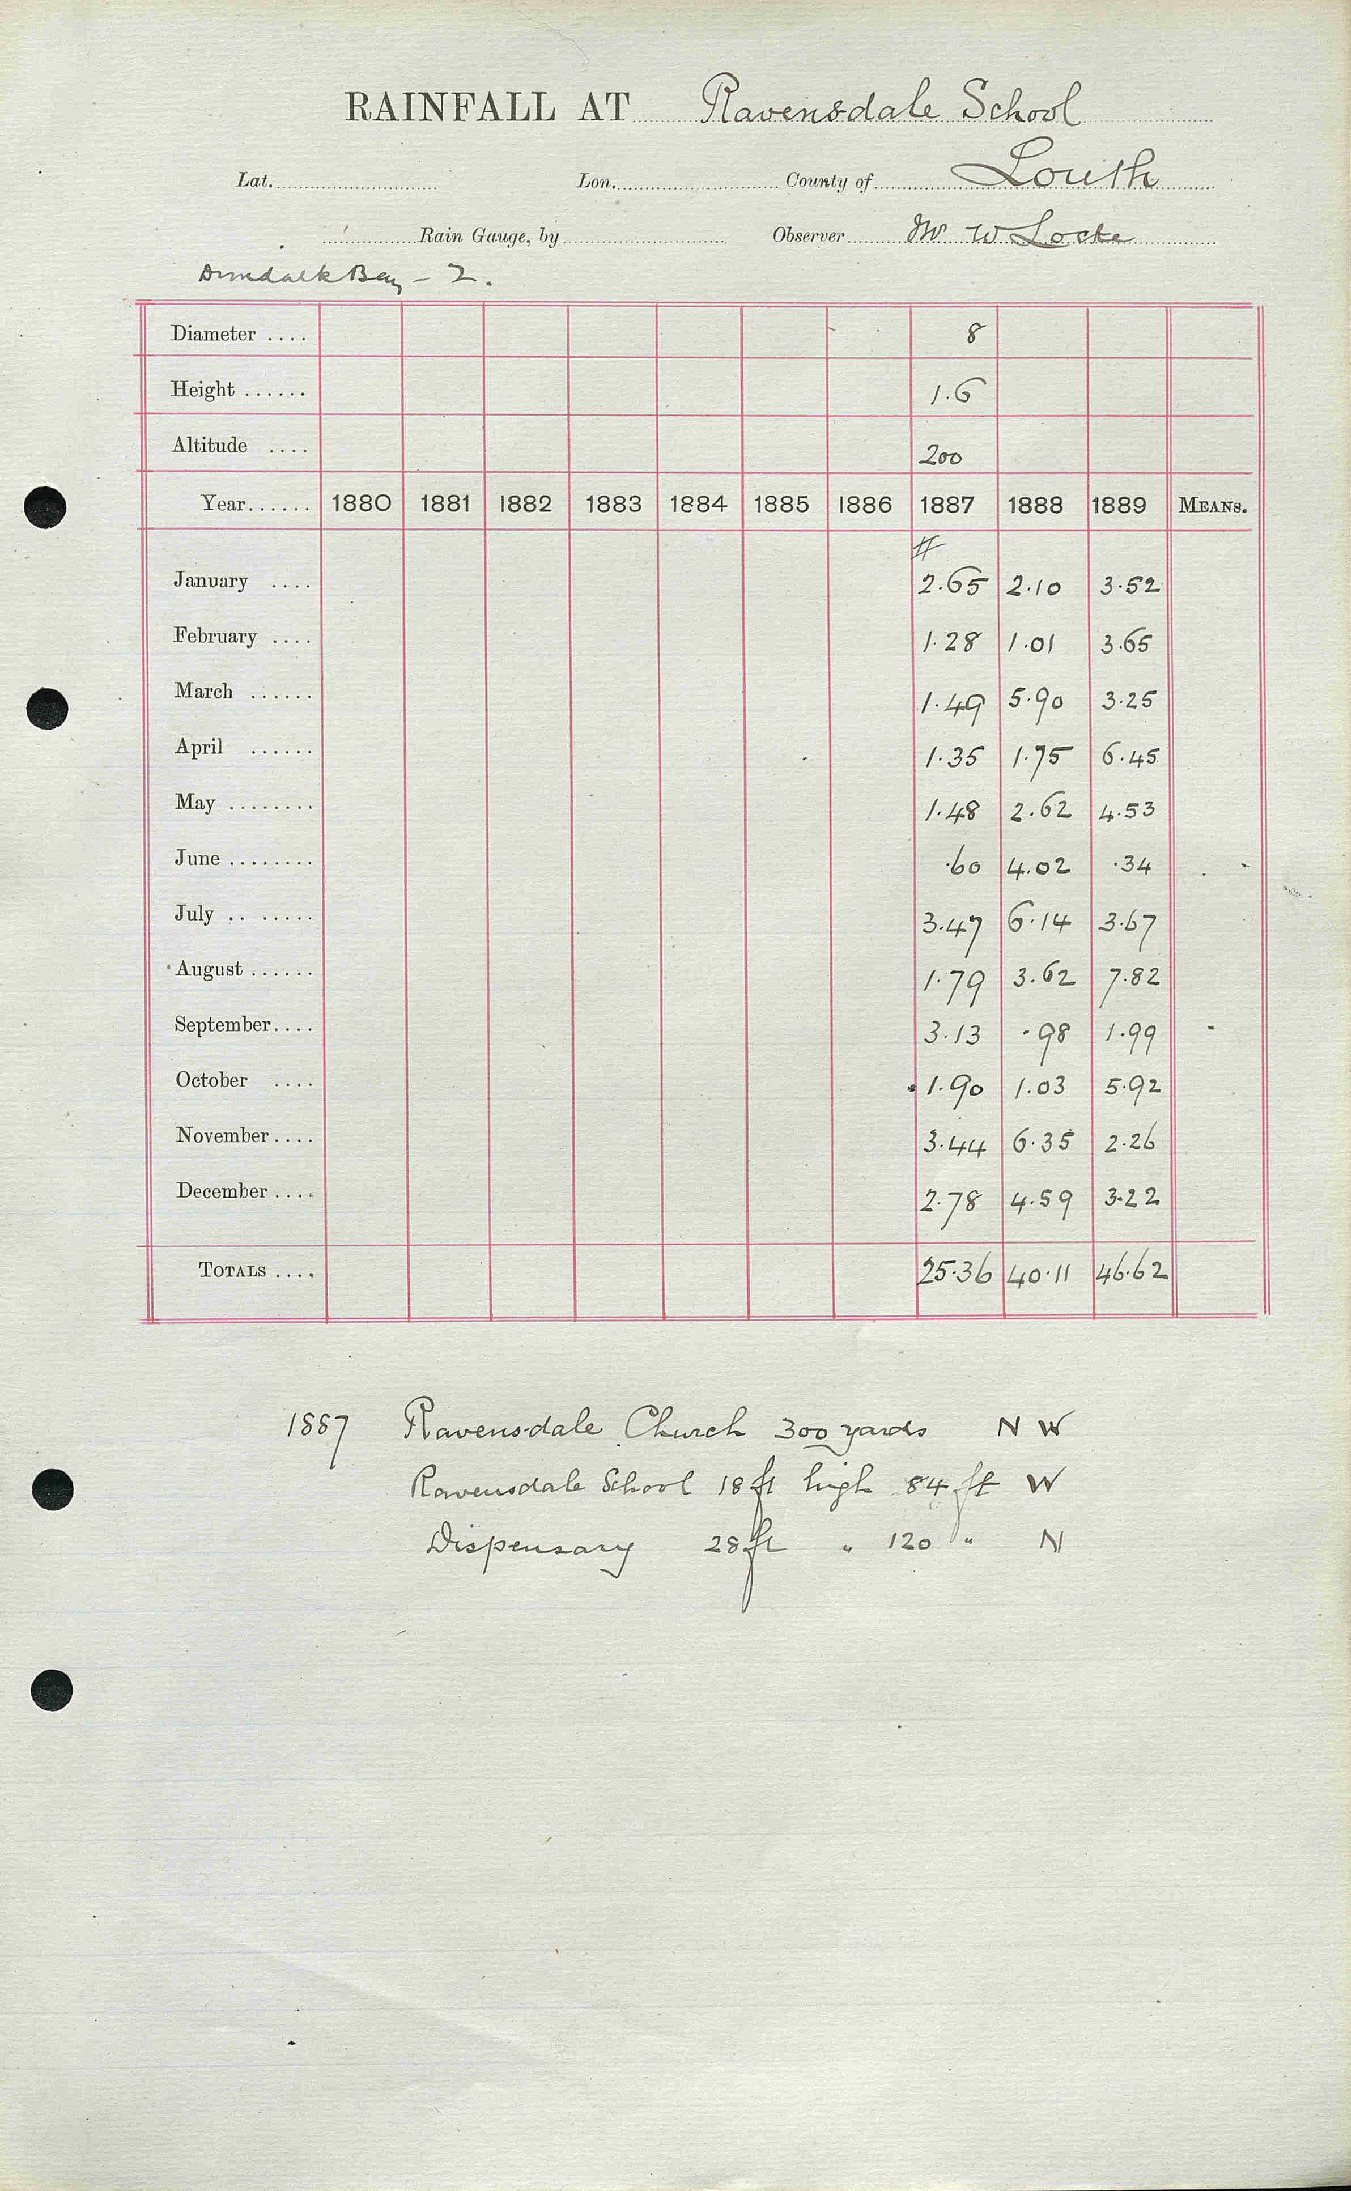 RAINFALL AT Ravensdale School
Lat. Lon. County of Louth
Rain Gauge, by Observer Mr W Locke
Dundalk Bay - 2.
Diameter .... 8
Height ...... 1.6
Altitude .... 200
Year...... 1880 1881 1882 1883 1884 1885 1886 1887 1888 1889 MEANS.
#
January .... 2.65 2.10 3.52
February .... 1.28 1.01 3.65
March ...... 1.49 5.90 3.25
April ...... 1.35 1.75 6.45
May ........ 1.48 2.62 4.53
June ........ .60 4.02 .34
July .. ...... 3.47 6.14 3.67
August ...... 1.79 3.62 7.82
September.... 3.13 .98 1.99
October .... 1.90 1.03 5.92
November.... 3.44 6.35 2.26
December .... 2.78 4.59 3.22
TOTALS .... 25.36 40.11 46.62
1887 Ravensdale Church 300 yards N W
Ravensdale School 18 ft high 84 ft W
Dispensary 28 ft " 120 " N